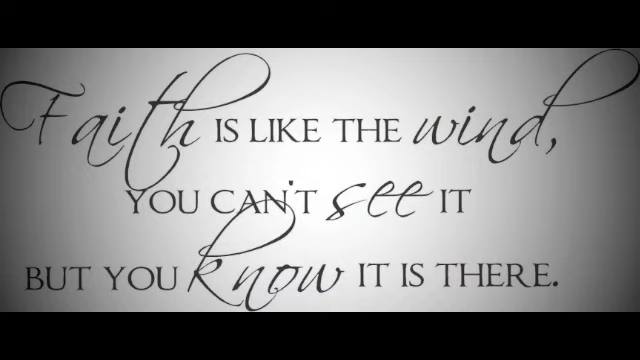 Faith IS LIKE THE wind,
YOU CAN'T see IT
BUT YOU know IT IS THERE.